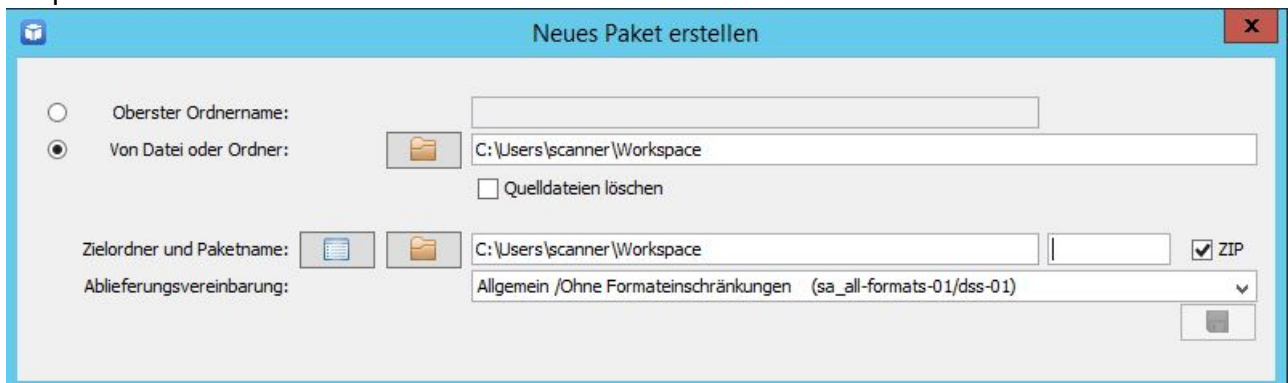 Neues Paket erstellen
x
Oberster Ordnername:
Von Datei oder Ordner: C:\Users\scanner\Workspace
Quelldateien löschen
Zielordner und Paketname: C:\Users\scanner\Workspace ZIP
Ablieferungsvereinbarung: Allgemein /Ohne Formateinschränkungen (sa_all-formats-01/dss-01)